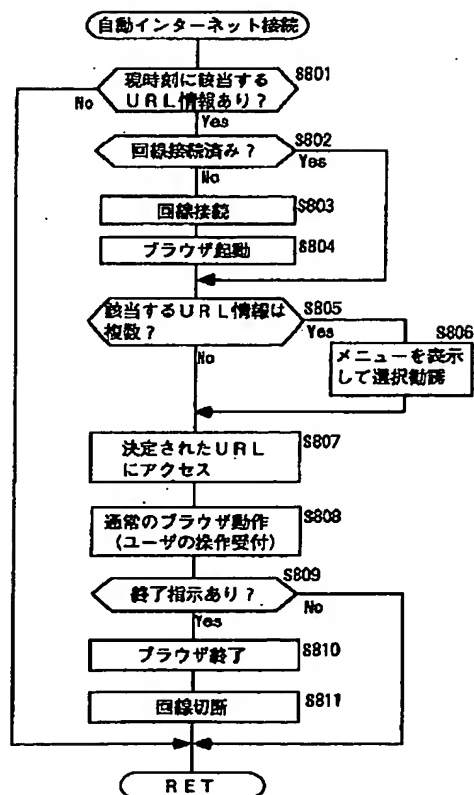 自動インターネット接続
現時刻に該当する
URL情報あり?
S801
No
Yes
回線接続済み?
S802
Yes
No
回線接続
S803
ブラウザ起動
S804
該当するURL情報は
複数?
S805
Yes
No
メニューを表示
して選択勧誘
S806
決定されたURL
にアクセス
S807
通常のブラウザ動作
(ユーザの操作受付)
S808
終了指示あり?
S809
No
Yes
ブラウザ終了
S810
回線切断
S811
RET